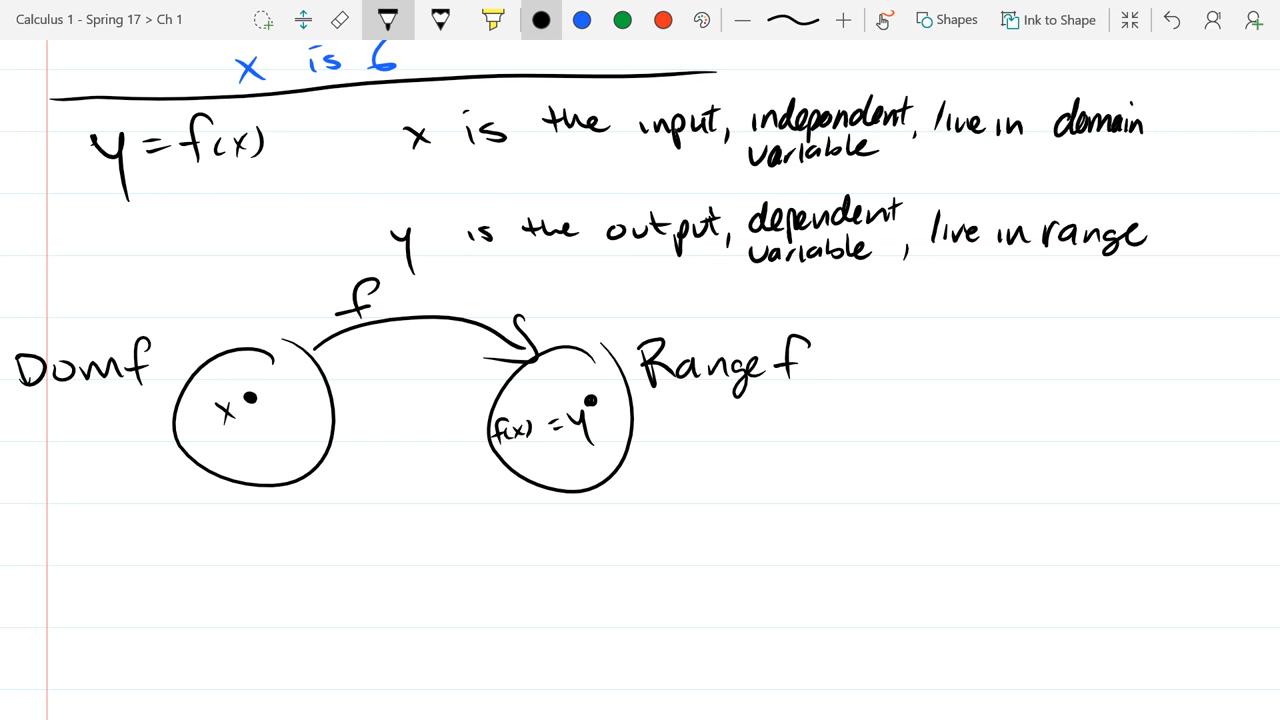 Calculus 1 - Spring 17 > Ch 1
Shapes
Ink to Shape
x is 6
y = f(x)
x is the input, independent variable, live in domain
y is the output, dependent variable, live in range
f
Domf
Range f
x
f(x) = y